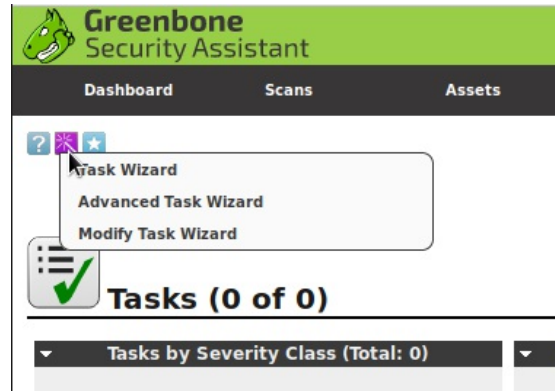 Greenbone
Security Assistant
Dashboard Scans Assets
?
Task Wizard
Advanced Task Wizard
Modify Task Wizard
Tasks (0 of 0)
Tasks by Severity Class (Total: 0)